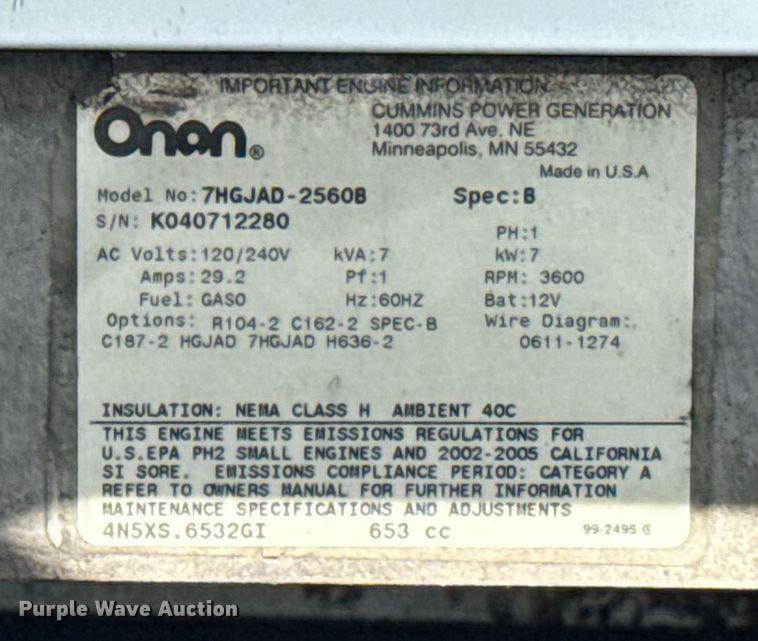 IMPORTANT ENGINE INFORMATION
Onan®
CUMMINS POWER GENERATION
1400 73rd Ave. NE
Minneapolis, MN 55432
Made in U.S.A
Model No: 7HGJAD-2560B Spec: B
S/N: K040712280
PH: 1
AC Volts: 120/240V kVA: 7 kW: 7
Amps: 29.2 Pf: 1 RPM: 3600
Fuel: GASO Hz: 60HZ Bat: 12V
Options: R104-2 C162-2 SPEC-B Wire Diagram:
C187-2 HGJAD 7HGJAD H636-2 0611-1274
INSULATION: NEMA CLASS H AMBIENT 40C
THIS ENGINE MEETS EMISSIONS REGULATIONS FOR
U.S.EPA PH2 SMALL ENGINES AND 2002-2005 CALIFORNIA
SI SORE. EMISSIONS COMPLIANCE PERIOD: CATEGORY A
REFER TO OWNERS MANUAL FOR FURTHER INFORMATION
MAINTENANCE SPECIFICATIONS AND ADJUSTMENTS
4N5XS.6532GI 653 cc 99-2495 G
Purple Wave Auction